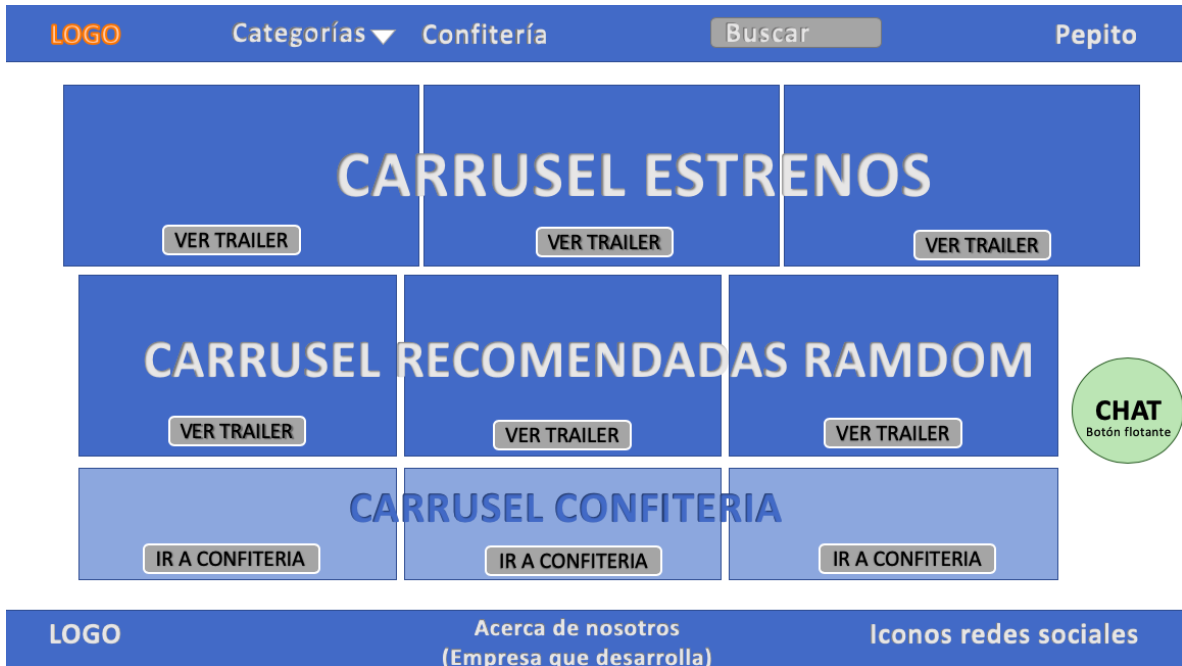 LOGO Categorías Confitería Buscar Pepito
CARRUSEL ESTRENOS
VER TRAILER VER TRAILER VER TRAILER
CARRUSEL RECOMENDADAS RAMDOM
VER TRAILER VER TRAILER VER TRAILER
CHAT
Botón flotante
CARRUSEL CONFITERIA
IR A CONFITERIA IR A CONFITERIA IR A CONFITERIA
LOGO Acerca de nosotros Iconos redes sociales
(Empresa que desarrolla)